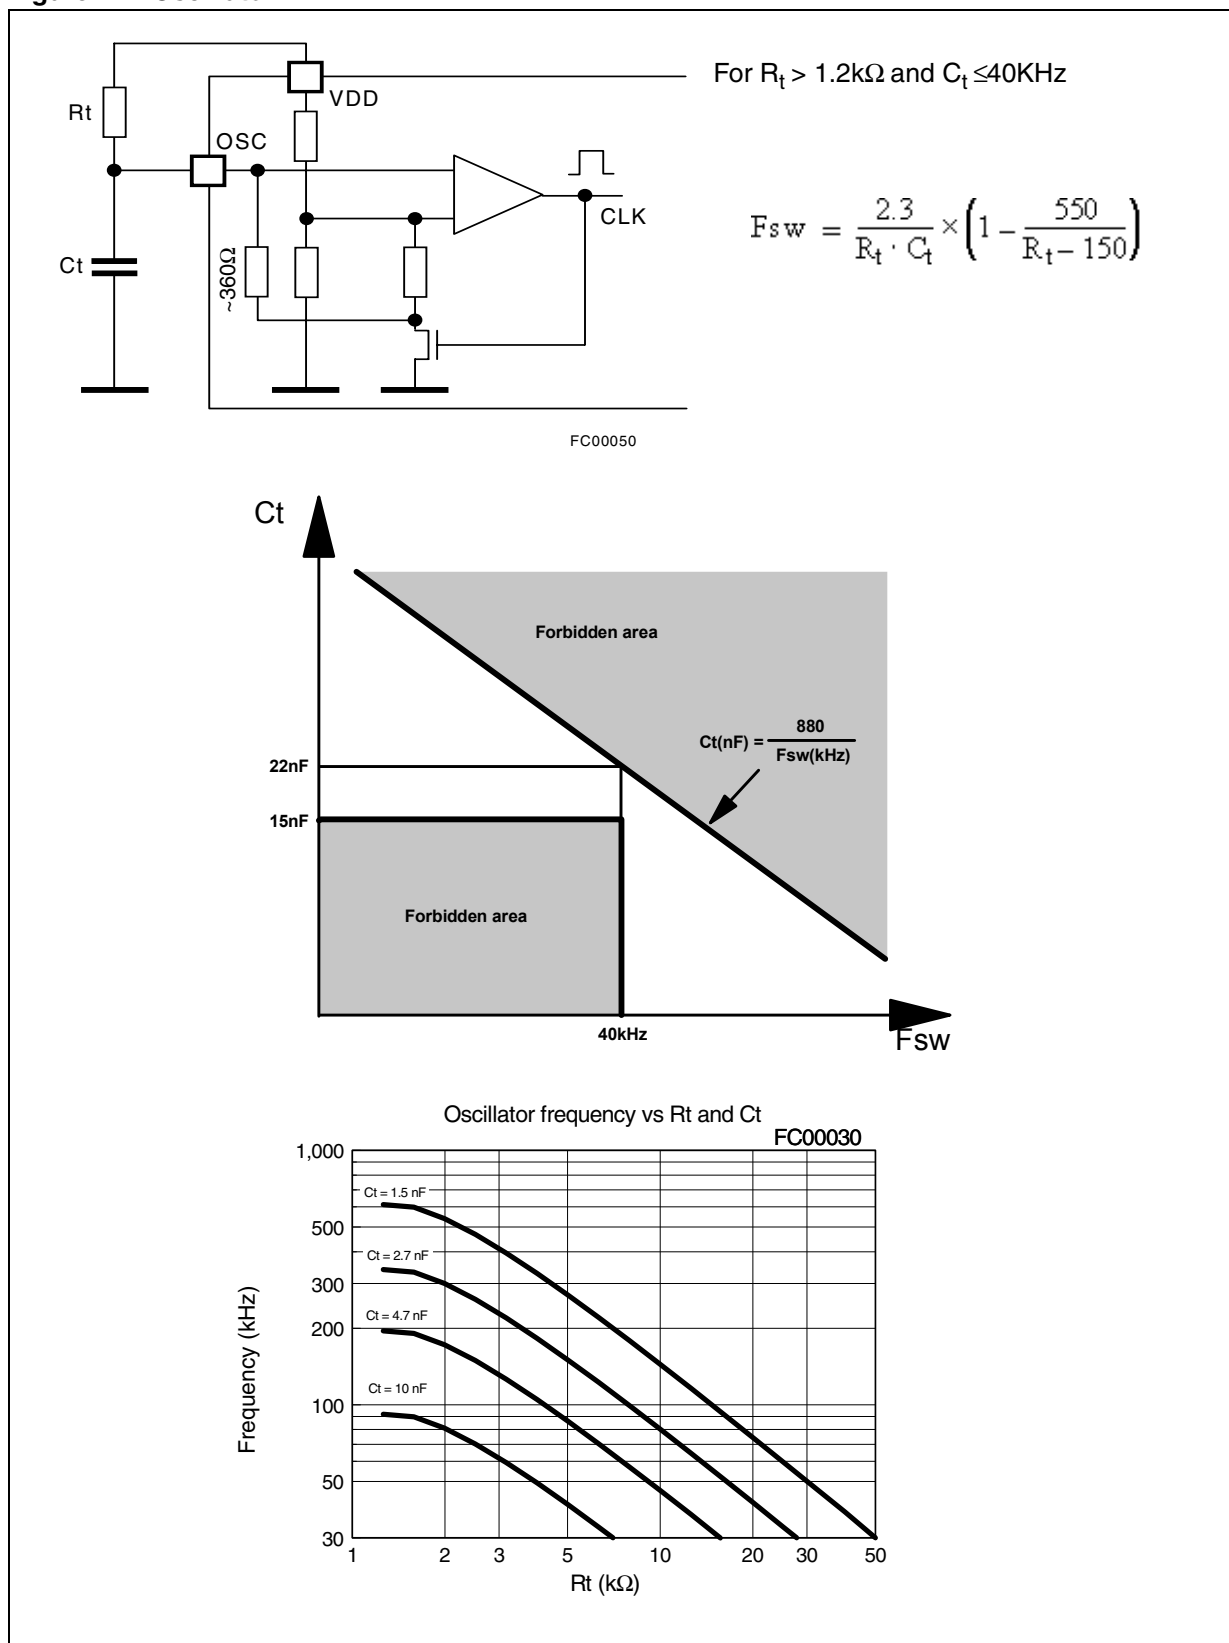 For Rt > 1.2kΩ and Ct ≤40KHz
VDD
Rt
OSC
CLK
Fsw = 2.3 / (Rt · Ct) × (1 − 550 / (Rt − 150))
Ct
~360Ω
FC00050
Ct
Forbidden area
Ct(nF) = 880 / Fsw(kHz)
22nF
15nF
Forbidden area
40kHz
Fsw
Oscillator frequency vs Rt and Ct
FC00030
1,000
Ct = 1.5 nF
500
Ct = 2.7 nF
300
Ct = 4.7 nF
200
Ct = 10 nF
100
50
30
Frequency (kHz)
1 2 3 5 10 20 30 50
Rt (kΩ)